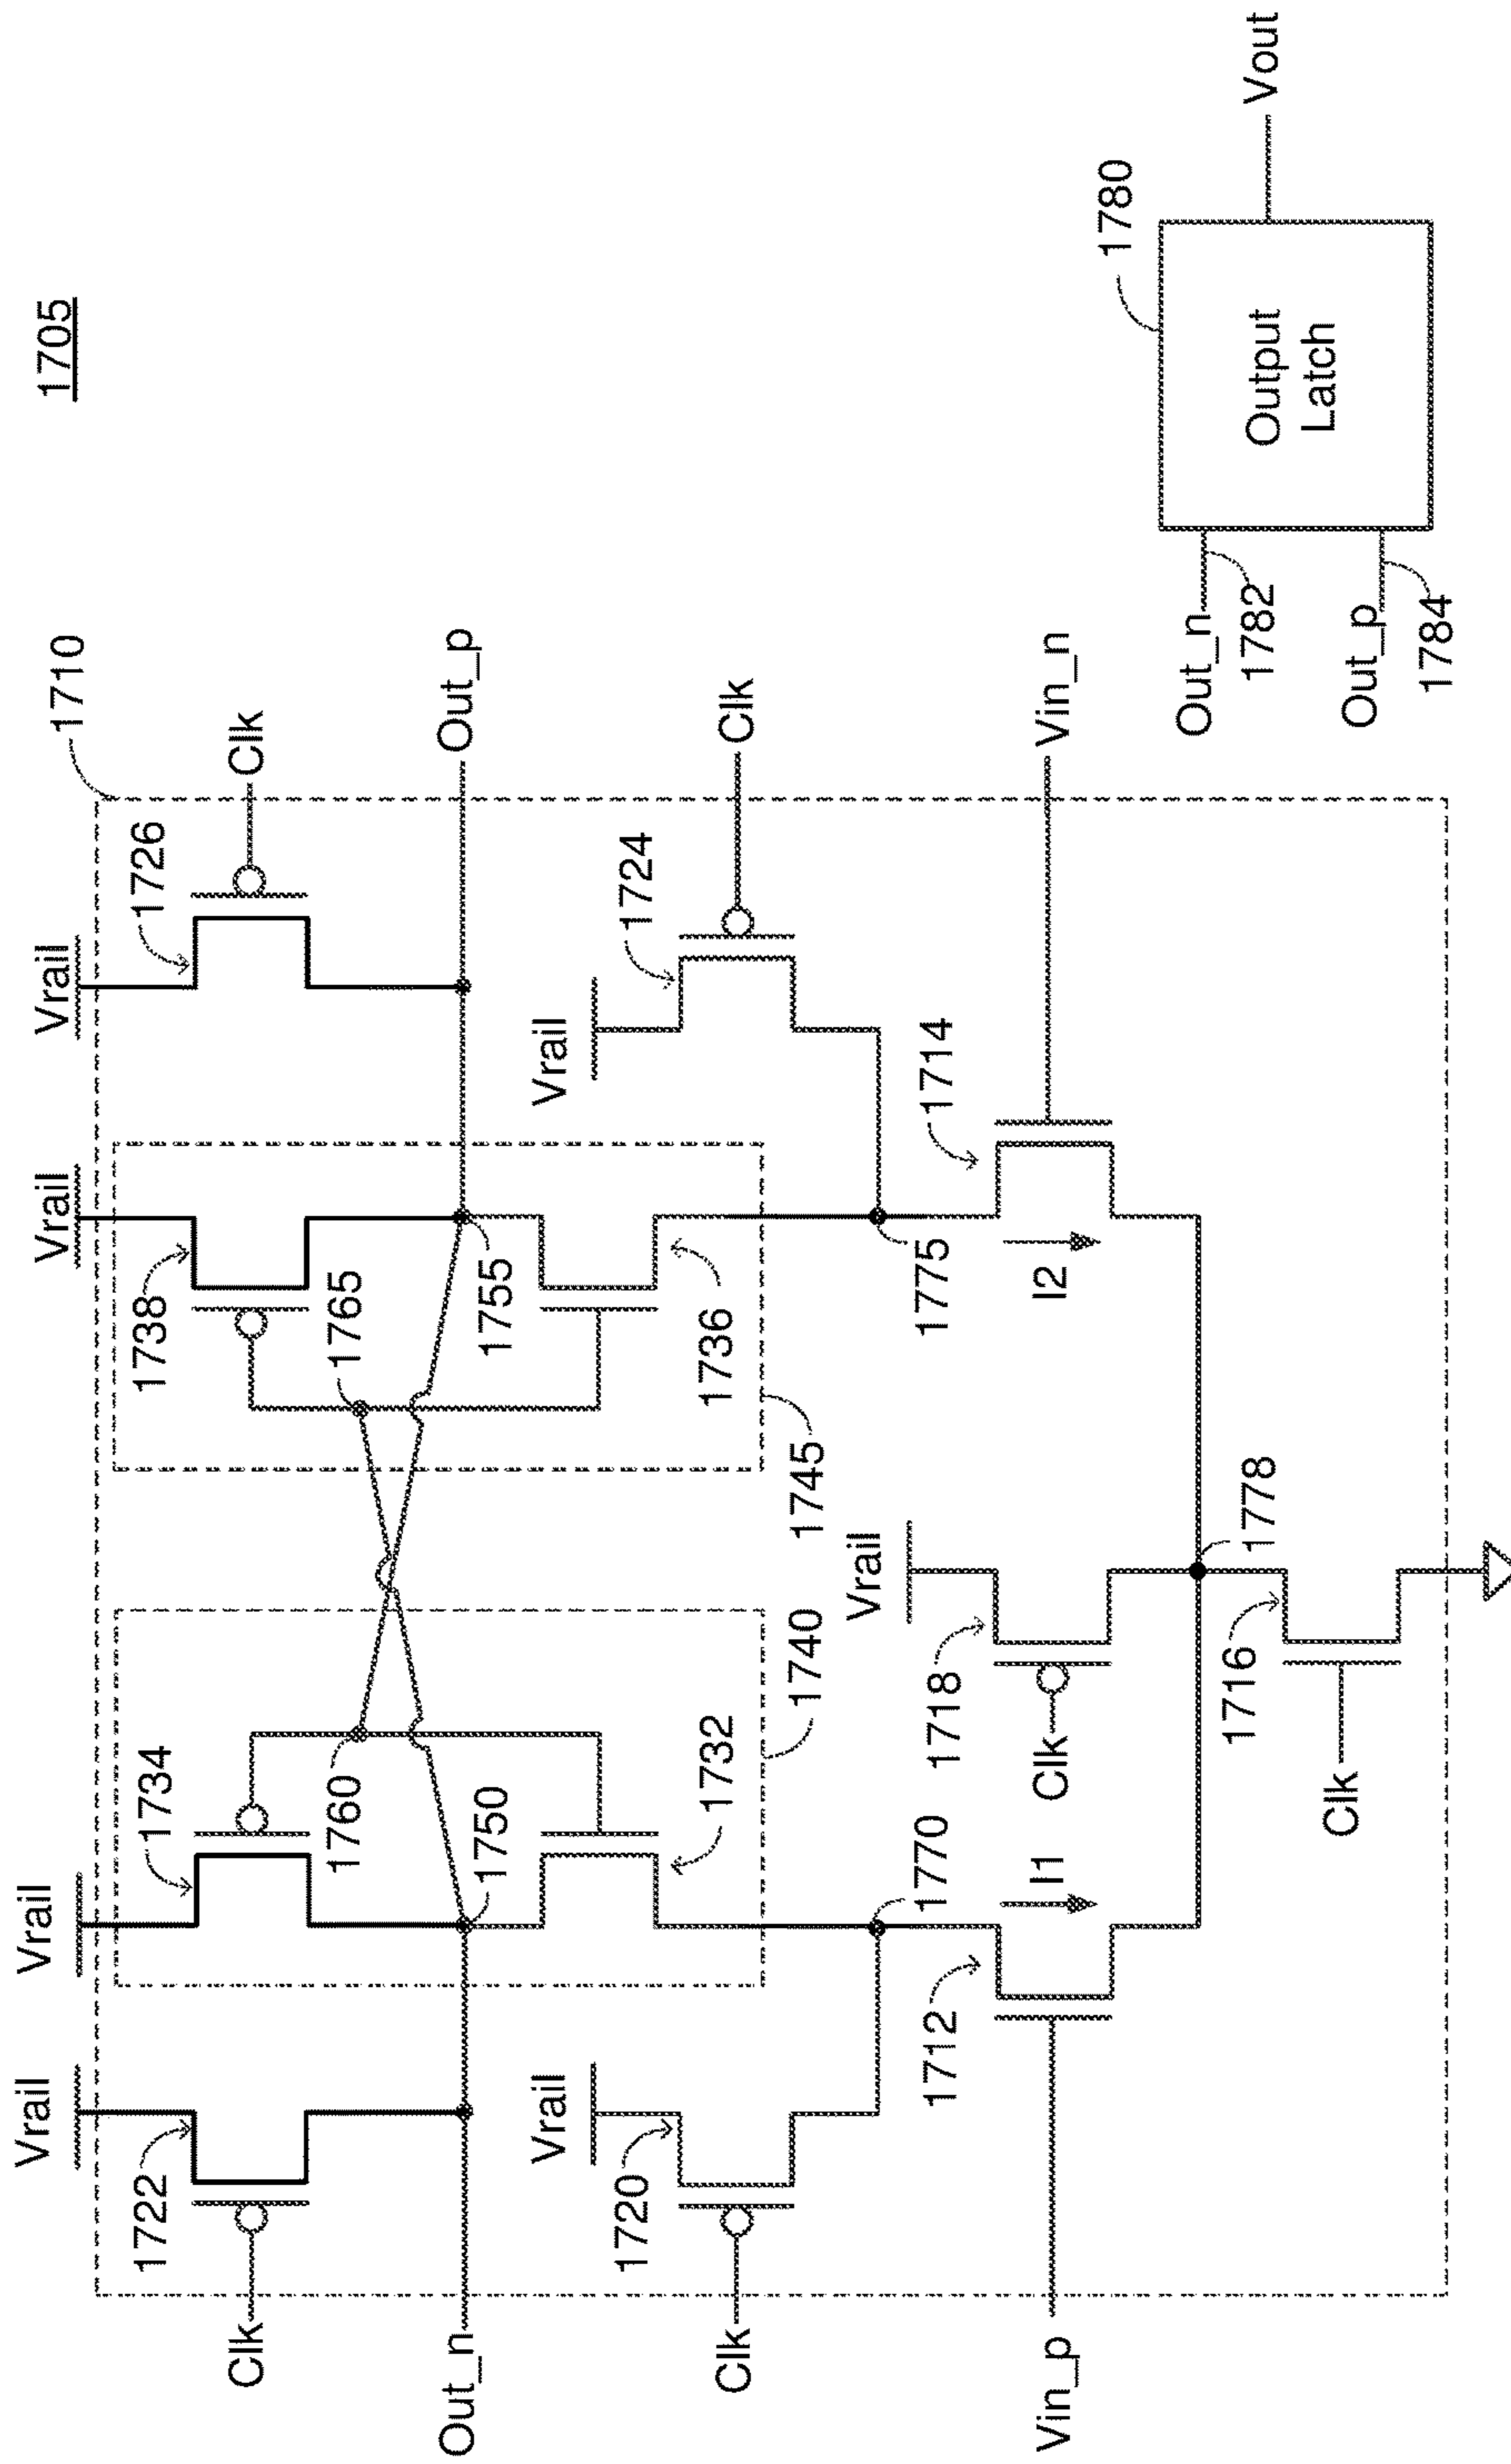 1705
1710
Vrail
Vrail
Vrail
Vrail
1722
1734
1738
1726
Clk
Clk
1760
1765
Out_n
1750
1755
Out_p
1732
1736
Vrail
1720
1740
1745
Vrail
1724
Clk
Clk
1770
Vrail
1775
1712
I1
1718
Clk
I2
1714
Vin_p
Vin_n
1778
1716
Clk
1780
Out_n
1782
Output
Latch
Vout
Out_p
1784